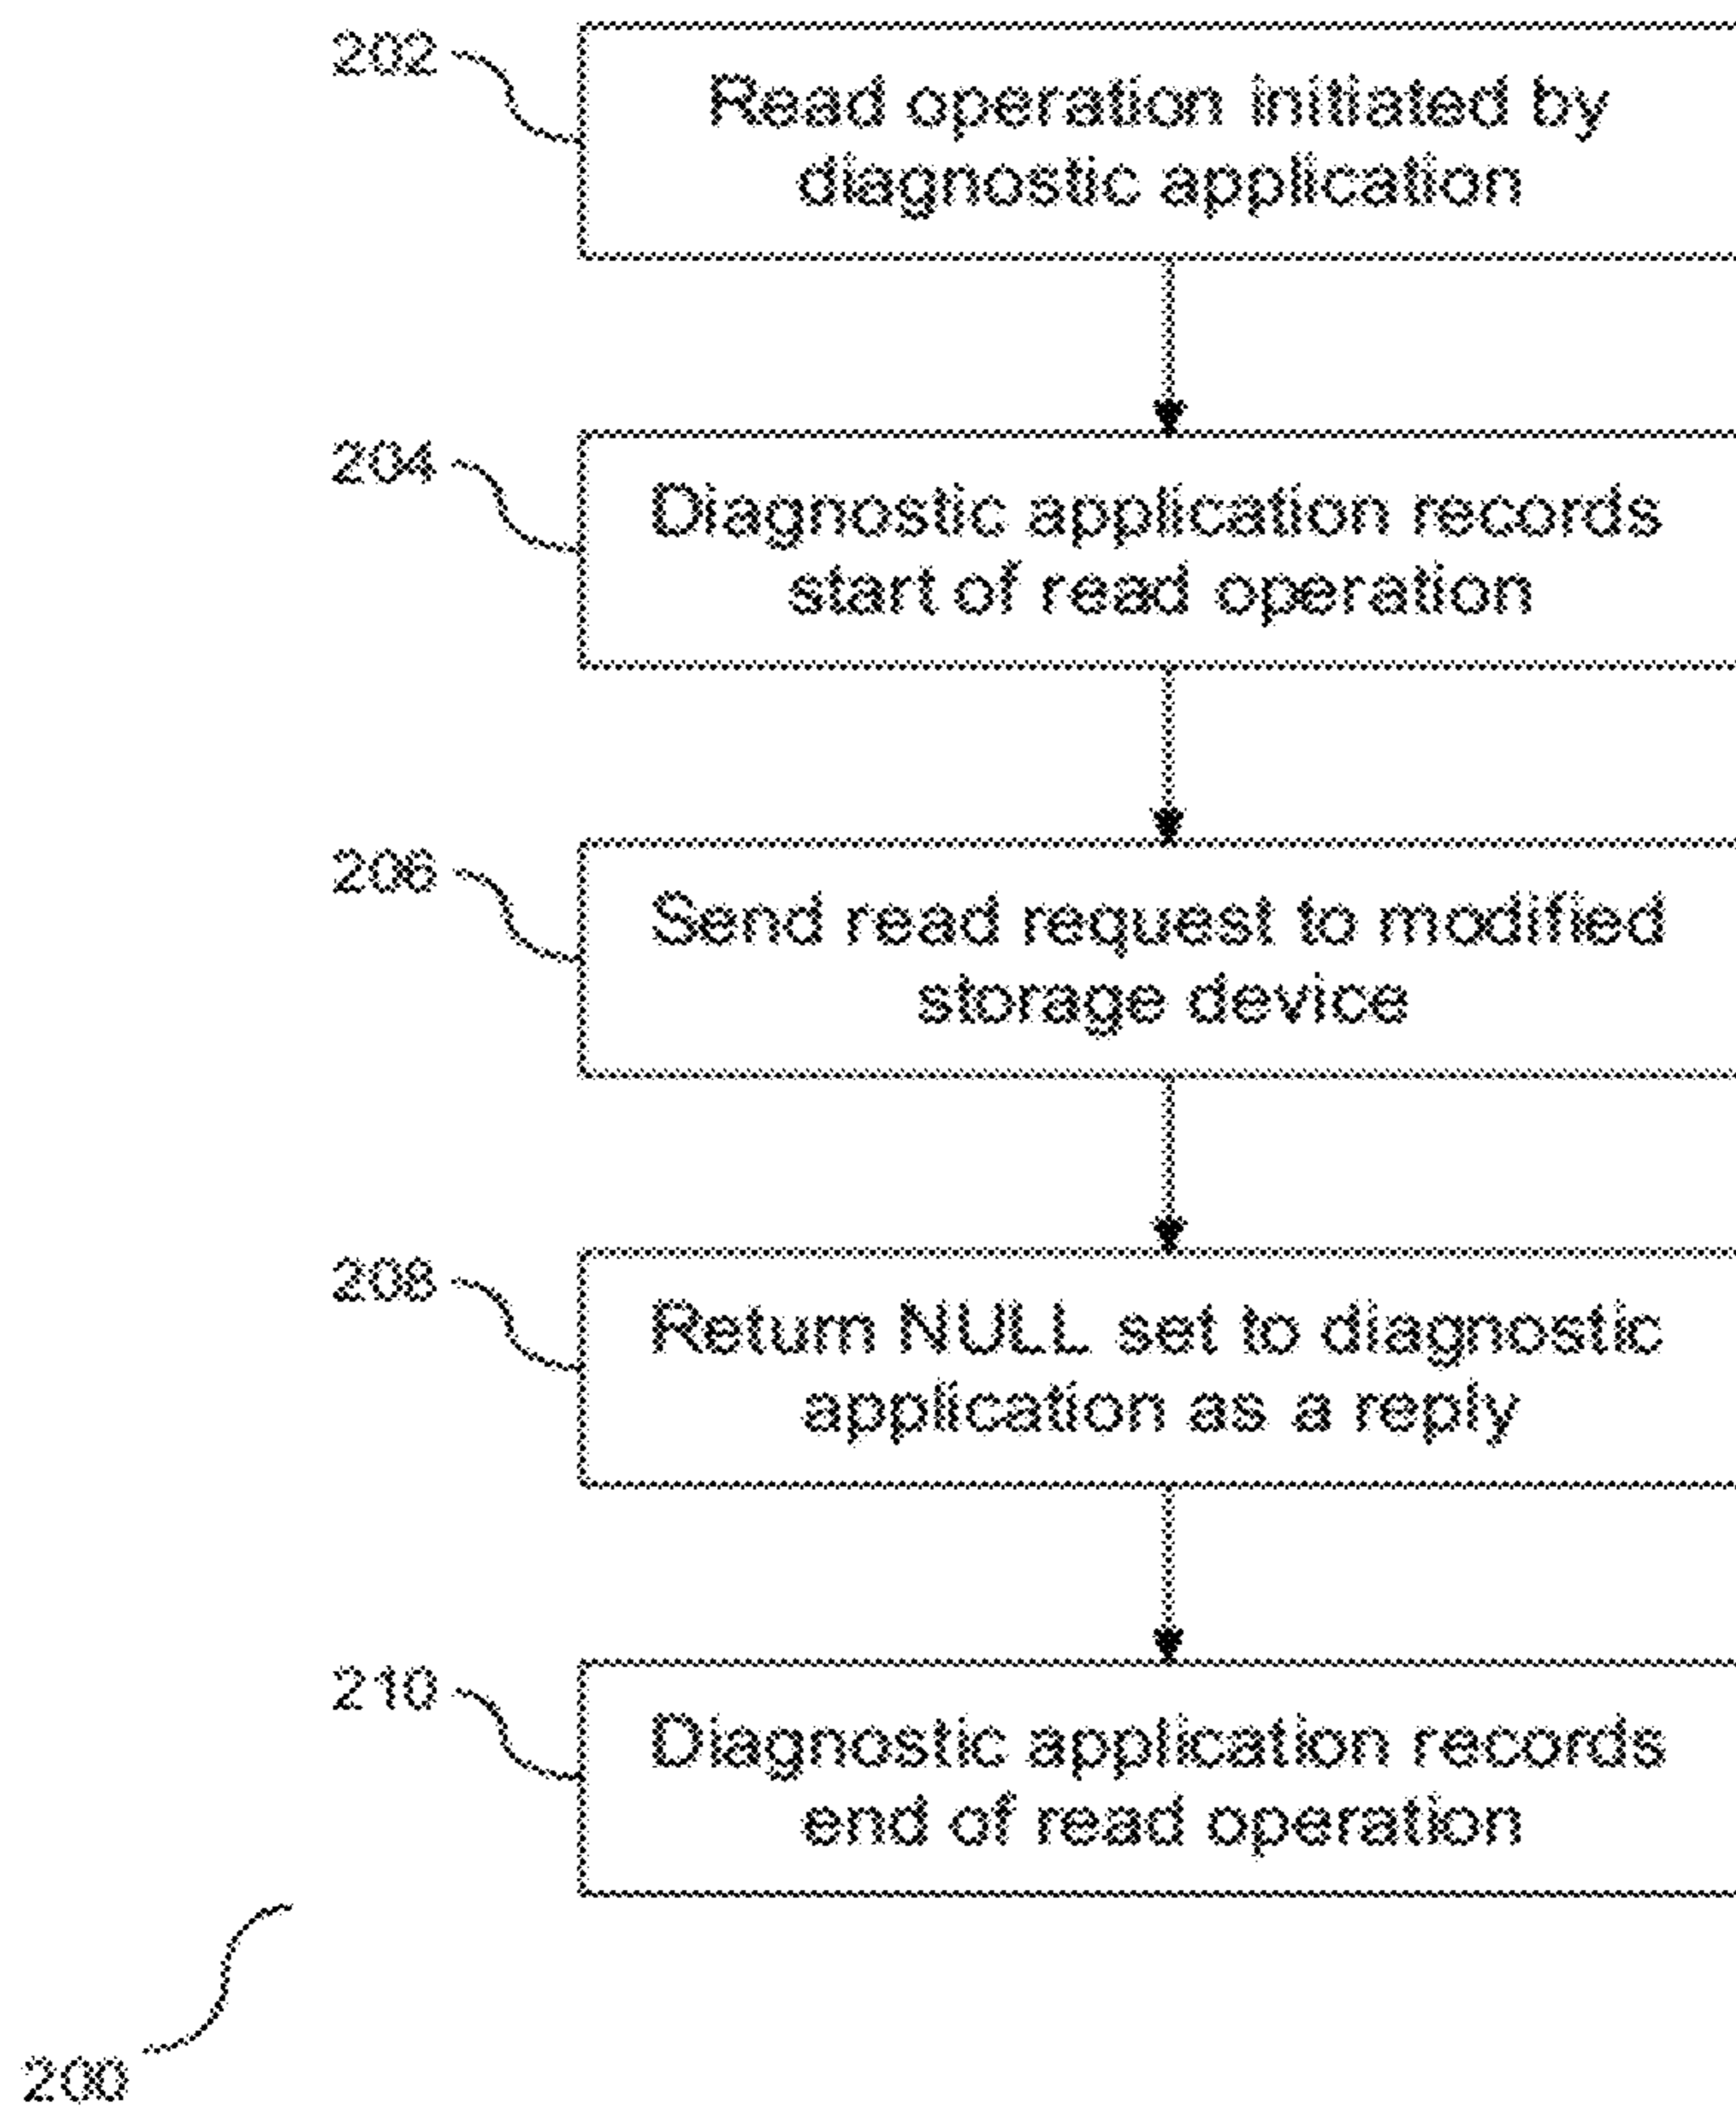 202
Read operation initiated by
diagnostic application
204
Diagnostic application records
start of read operation
206
Send read request to modified
storage device
208
Return NULL set to diagnostic
application as a reply
210
Diagnostic application records
end of read operation
200